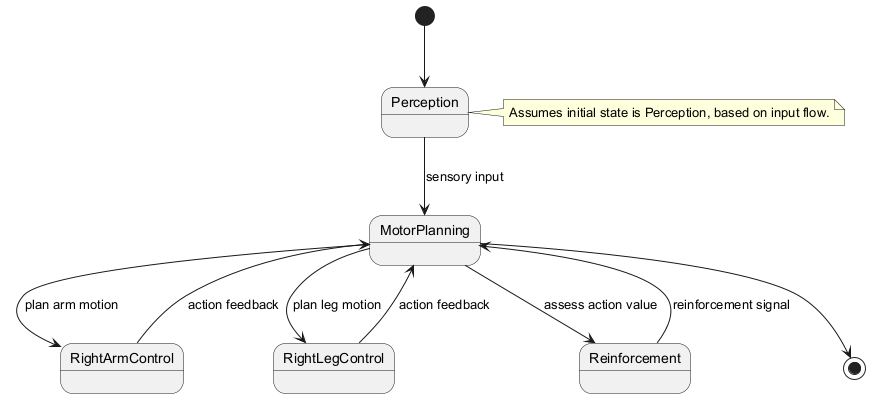 Perception
Assumes initial state is Perception, based on input flow.
sensory input
MotorPlanning
plan arm motion
action feedback
plan leg motion
action feedback
assess action value
reinforcement signal
RightArmControl
RightLegControl
Reinforcement